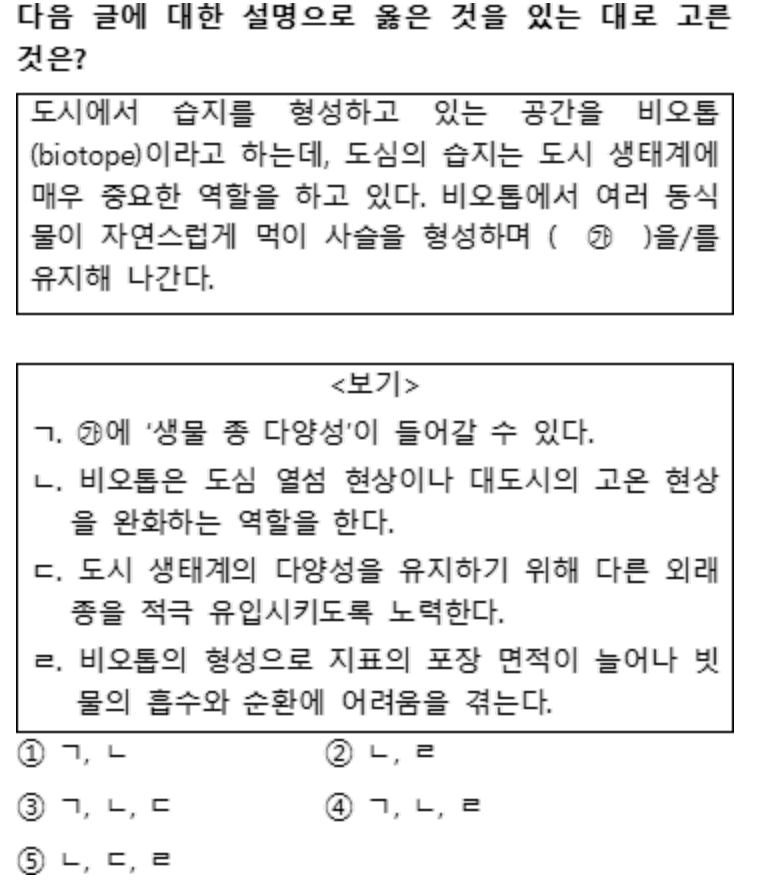 다음 글에 대한 설명으로 옳은 것을 있는 대로 고른
것은?
도시에서 습지를 형성하고 있는 공간을 비오톱
(biotope)이라고 하는데, 도심의 습지는 도시 생태계에
매우 중요한 역할을 하고 있다. 비오톱에서 여러 동식
물이 자연스럽게 먹이 사슬을 형성하며 ( ㉮ )을/를
유지해 나간다.
<보기>
ㄱ. ㉮에 '생물 종 다양성'이 들어갈 수 있다.
ㄴ. 비오톱은 도심 열섬 현상이나 대도시의 고온 현상
을 완화하는 역할을 한다.
ㄷ. 도시 생태계의 다양성을 유지하기 위해 다른 외래
종을 적극 유입시키도록 노력한다.
ㄹ. 비오톱의 형성으로 지표의 포장 면적이 늘어나 빗
물의 흡수와 순환에 어려움을 겪는다.
① ㄱ, ㄴ ② ㄴ, ㄹ
③ ㄱ, ㄴ, ㄷ ④ ㄱ, ㄴ, ㄹ
⑤ ㄴ, ㄷ, ㄹ